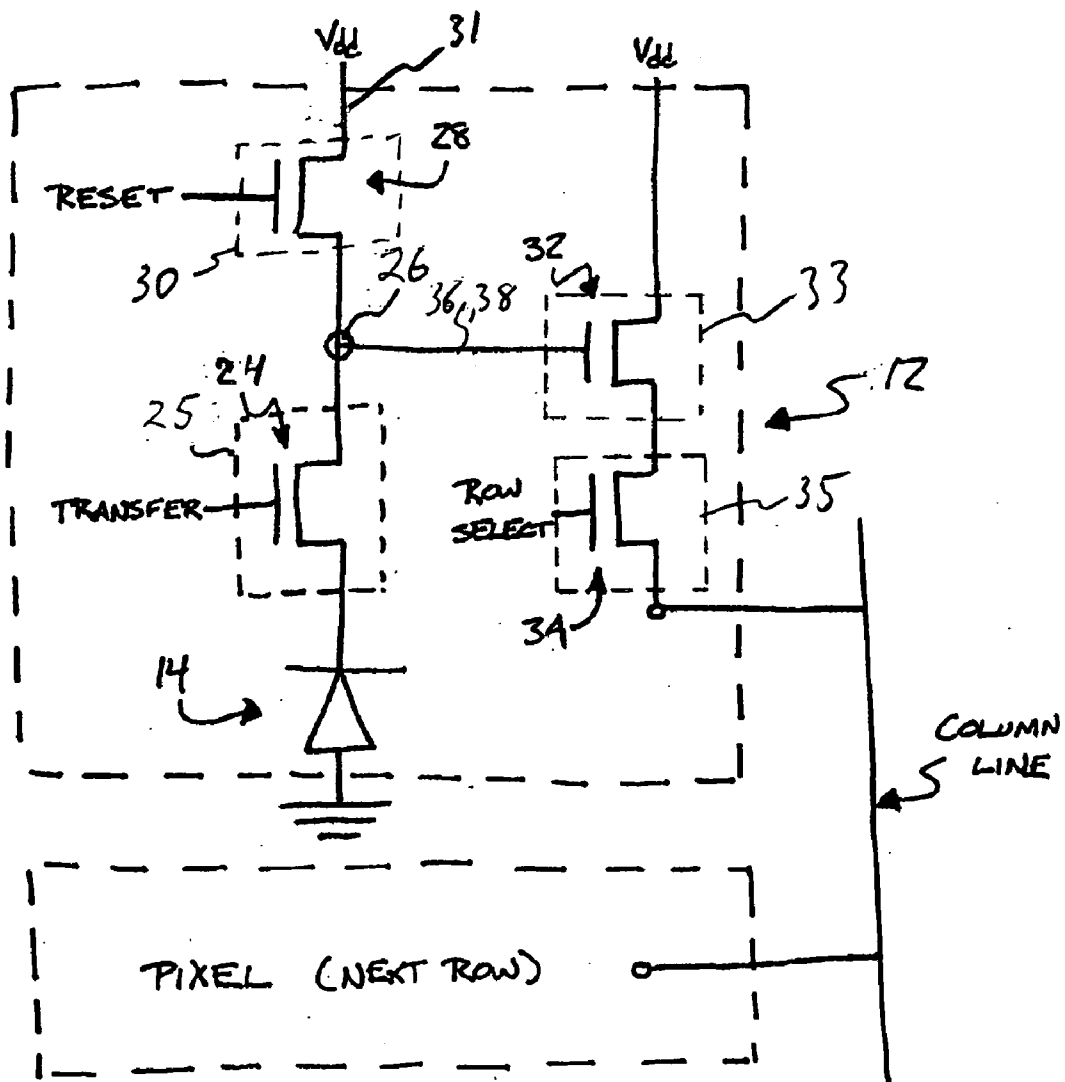 Vdd
31
Vdd
28
RESET
30
26
32
36,38
33
24
25
12
TRANSFER
ROW
SELECT
35
34
14
COLUMN
LINE
PIXEL (NEXT ROW)